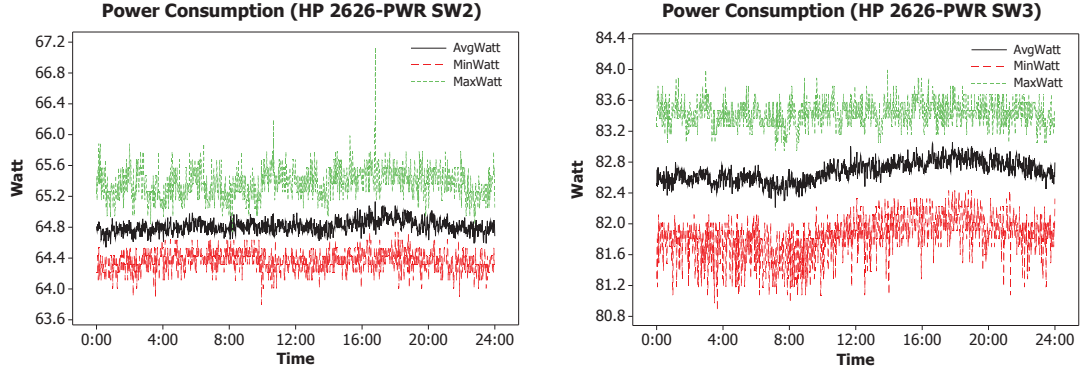 Power Consumption (HP 2626-PWR SW2)
67.2
66.8
66.4
66.0
65.6
65.2
64.8
64.4
64.0
63.6
Watt
AvgWatt
MinWatt
MaxWatt
0:00 4:00 8:00 12:00 16:00 20:00 24:00
Time
Power Consumption (HP 2626-PWR SW3)
84.4
84.0
83.6
83.2
82.8
82.4
82.0
81.6
81.2
80.8
Watt
AvgWatt
MinWatt
MaxWatt
0:00 4:00 8:00 12:00 16:00 20:00 24:00
Time